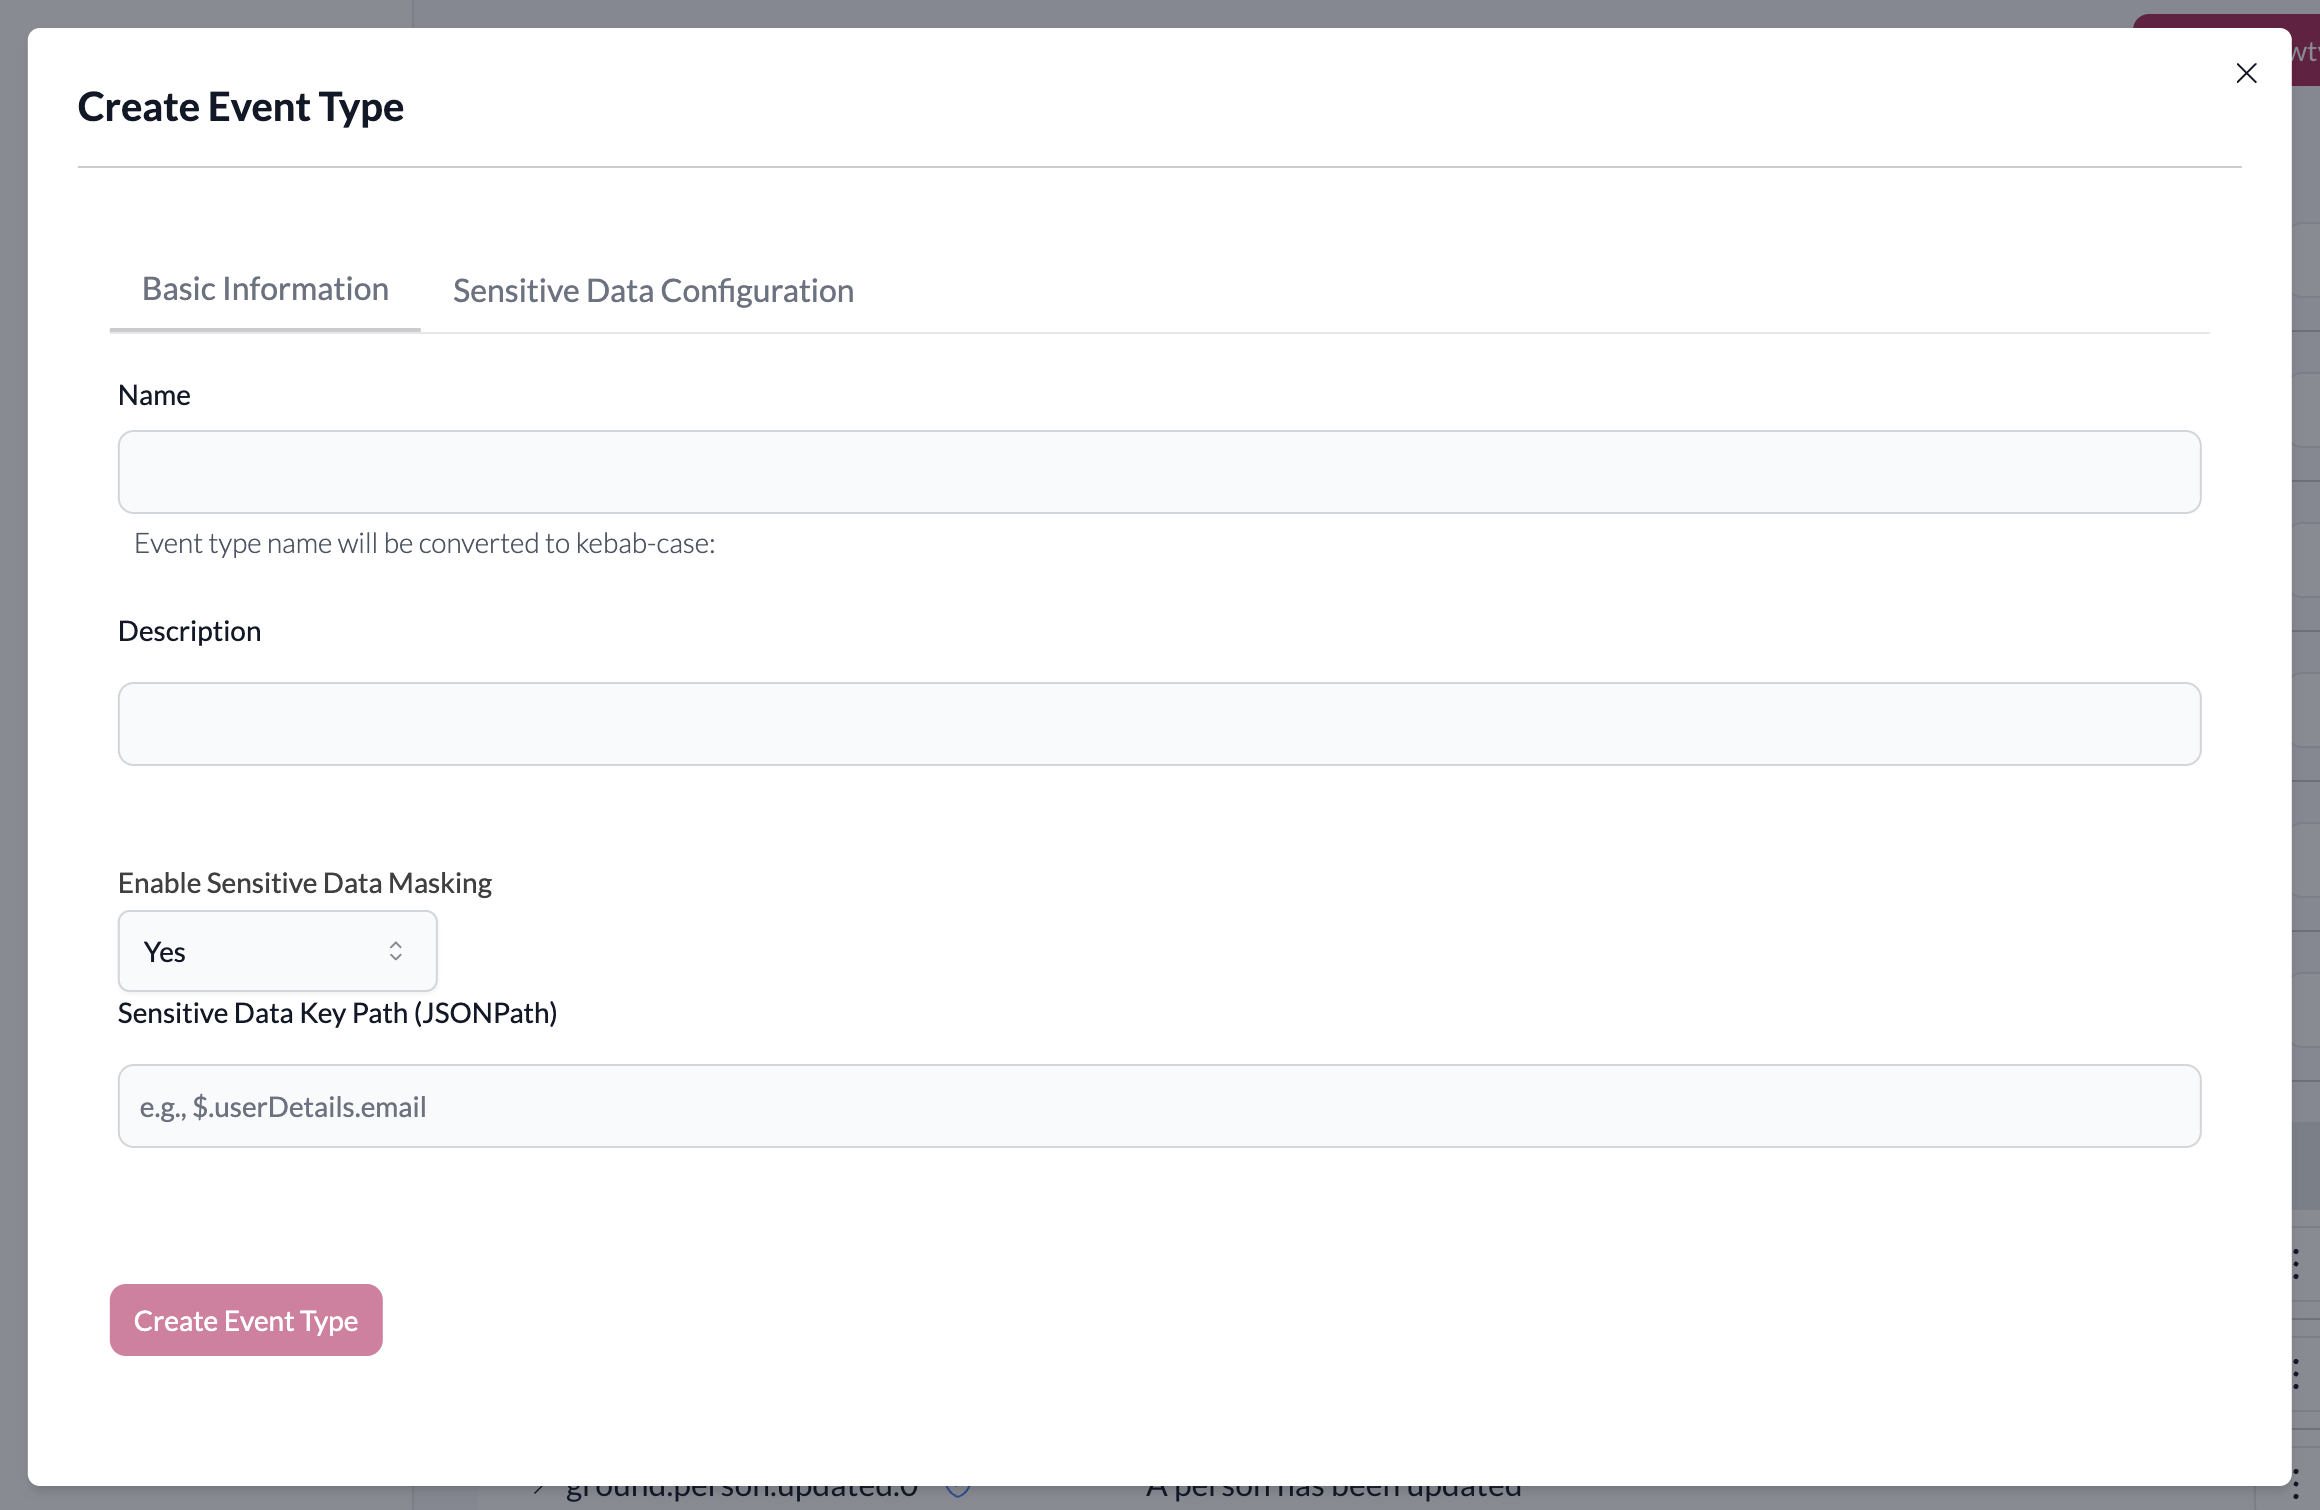 Create Event Type
Basic Information
Sensitive Data Configuration
Name
Event type name will be converted to kebab-case:
Description
Enable Sensitive Data Masking
Yes
Sensitive Data Key Path (JSONPath)
e.g., $.userDetails.email
Create Event Type
ground.person.updated.0
A person has been updated